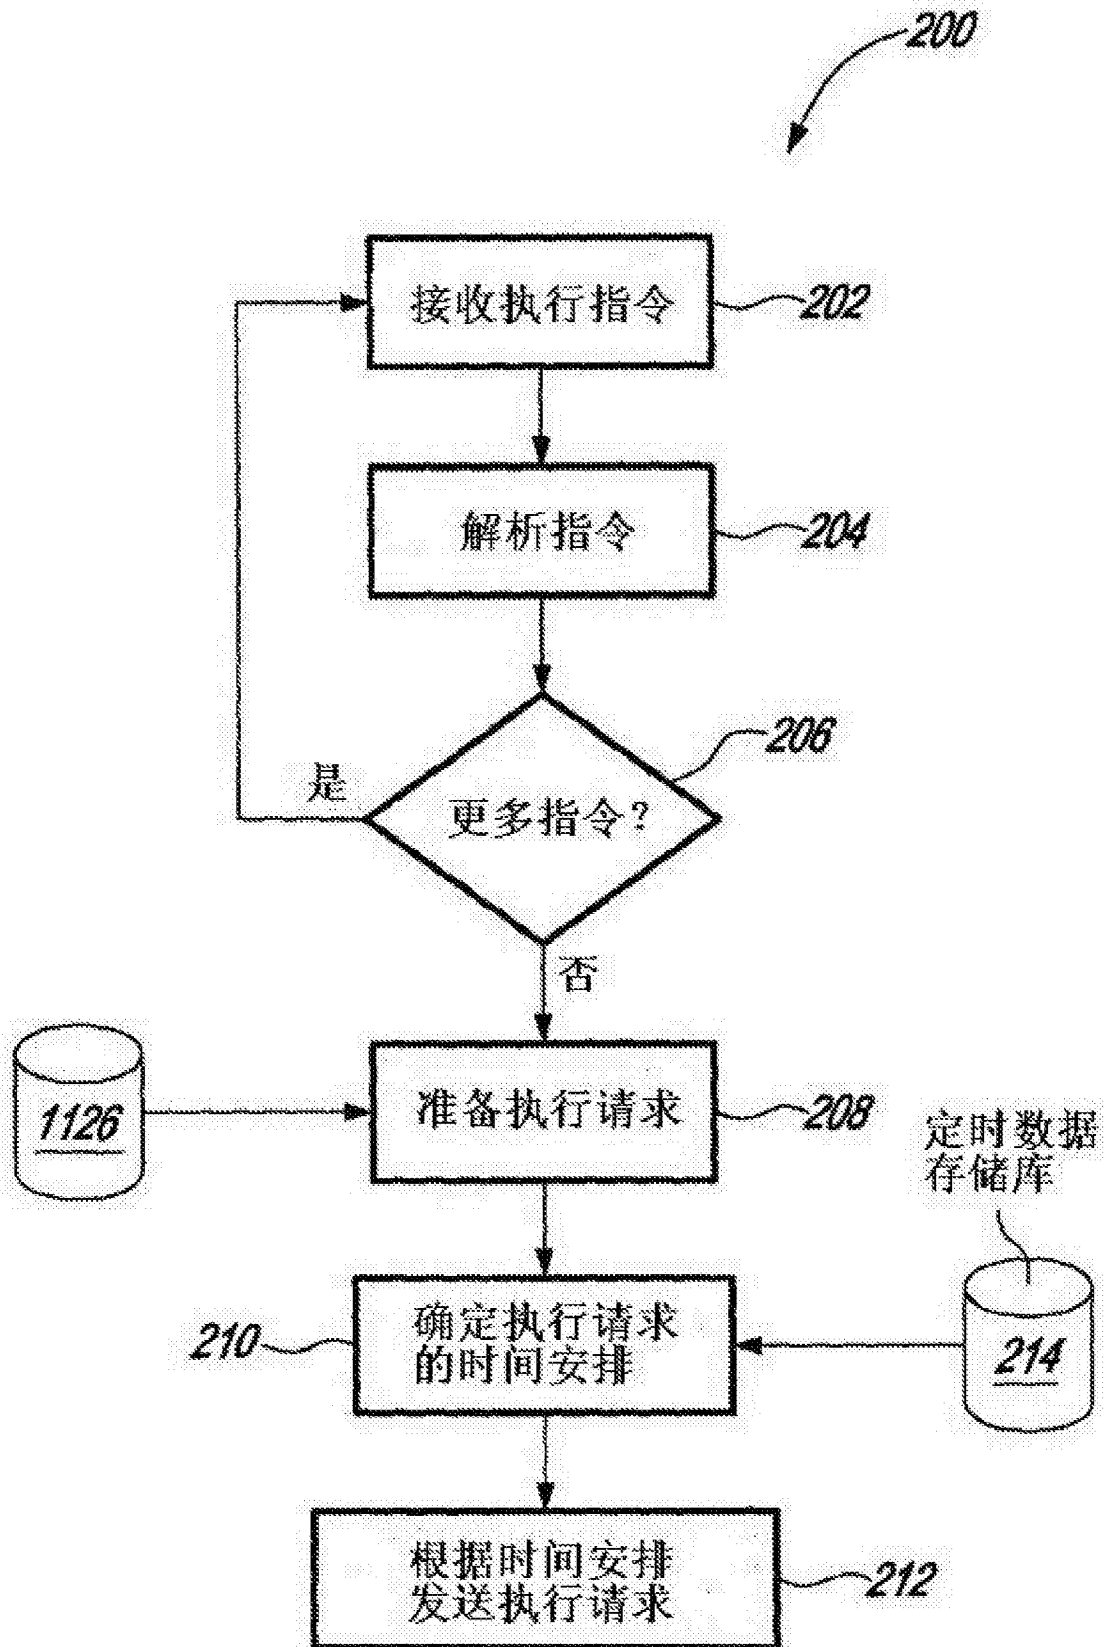 200
接收执行指令
202
解析指令
204
206
是
更多指令?
否
1126
准备执行请求
208
定时数据
存储库
210
确定执行请求
的时间安排
214
根据时间安排
发送执行请求
212